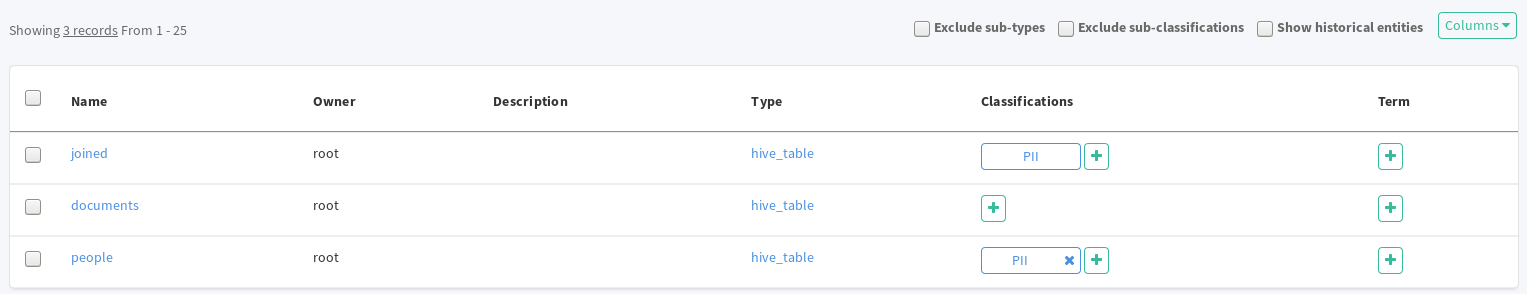 Showing 3 records From 1 - 25 Exclude sub-types Exclude sub-classifications Show historical entities Columns
Name Owner Description Type Classifications Term
joined root hive_table PII
documents root hive_table
people root hive_table PII